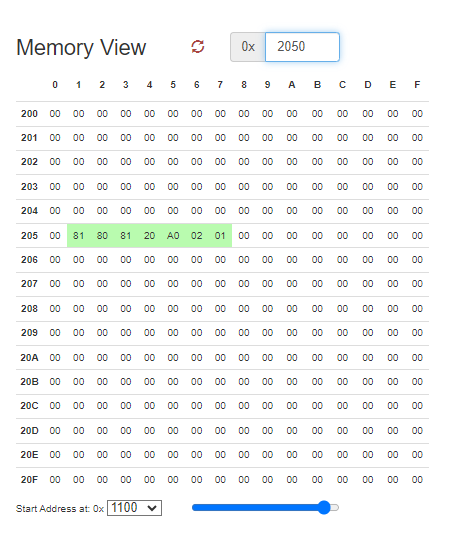 Memory View 0x 2050
0 1 2 3 4 5 6 7 8 9 A B C D E F
200 00 00 00 00 00 00 00 00 00 00 00 00 00 00 00 00
201 00 00 00 00 00 00 00 00 00 00 00 00 00 00 00 00
202 00 00 00 00 00 00 00 00 00 00 00 00 00 00 00 00
203 00 00 00 00 00 00 00 00 00 00 00 00 00 00 00 00
204 00 00 00 00 00 00 00 00 00 00 00 00 00 00 00 00
205 00 81 80 81 20 A0 02 01 00 00 00 00 00 00 00 00
206 00 00 00 00 00 00 00 00 00 00 00 00 00 00 00 00
207 00 00 00 00 00 00 00 00 00 00 00 00 00 00 00 00
208 00 00 00 00 00 00 00 00 00 00 00 00 00 00 00 00
209 00 00 00 00 00 00 00 00 00 00 00 00 00 00 00 00
20A 00 00 00 00 00 00 00 00 00 00 00 00 00 00 00 00
20B 00 00 00 00 00 00 00 00 00 00 00 00 00 00 00 00
20C 00 00 00 00 00 00 00 00 00 00 00 00 00 00 00 00
20D 00 00 00 00 00 00 00 00 00 00 00 00 00 00 00 00
20E 00 00 00 00 00 00 00 00 00 00 00 00 00 00 00 00
20F 00 00 00 00 00 00 00 00 00 00 00 00 00 00 00 00
Start Address at: 0x 1100